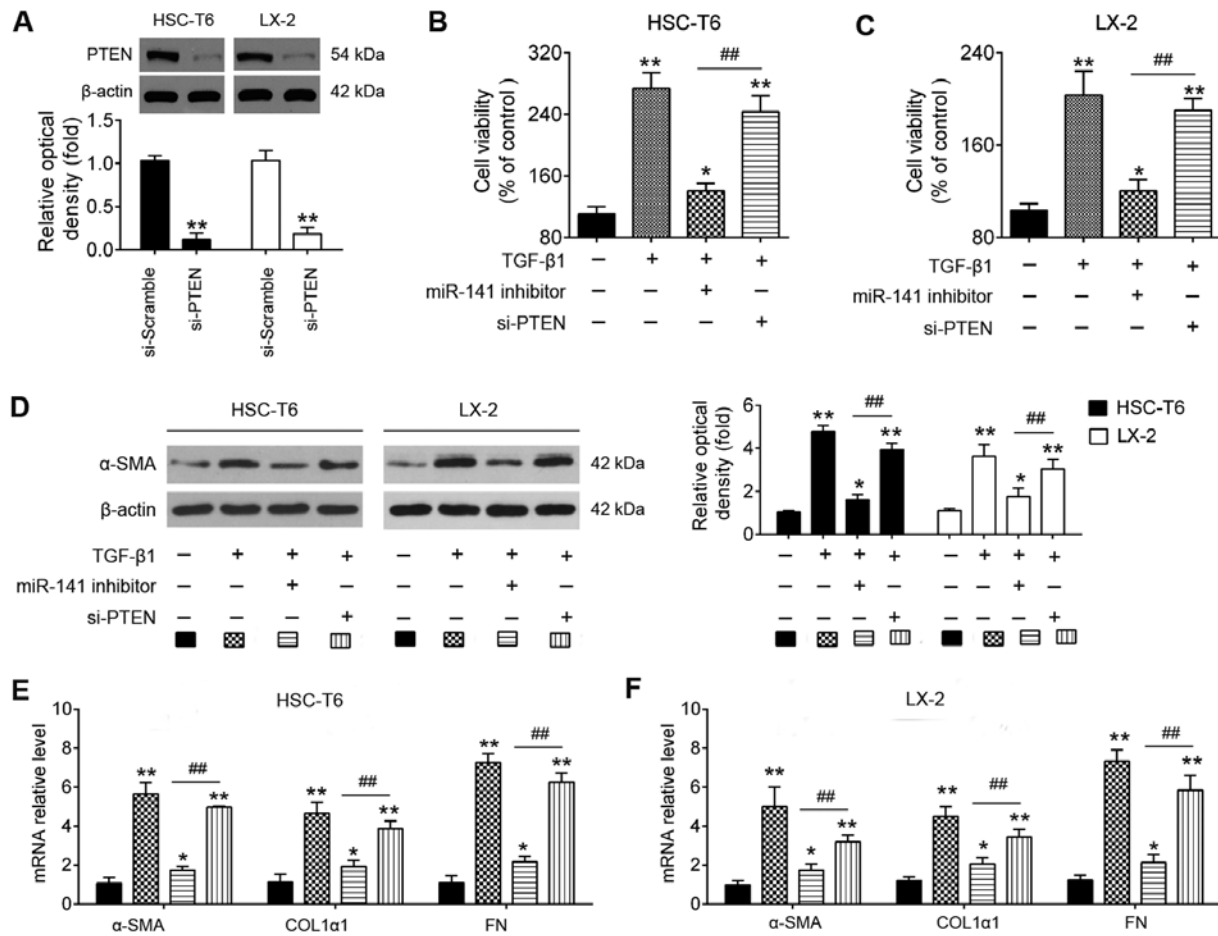 A
HSC-T6 LX-2
PTEN 54 kDa
β-actin 42 kDa
Relative optical density (fold)
1.5
1.0
0.5
0.0
** **
si-Scramble si-PTEN si-Scramble si-PTEN
B
HSC-T6
Cell viability (% of control)
320
240
160
80
** * ** ##
TGF-β1 – + + +
miR-141 inhibitor – – + –
si-PTEN – – – +
C
LX-2
Cell viability (% of control)
240
160
80
** * ** ##
TGF-β1 – + + +
miR-141 inhibitor – – + –
si-PTEN – – – +
D
HSC-T6 LX-2
α-SMA 42 kDa
β-actin 42 kDa
TGF-β1 – + + + – + + +
miR-141 inhibitor – – + – – – + –
si-PTEN – – – + – – – +
Relative optical density (fold)
6
4
2
0
** * ** ## ** * ** ##
HSC-T6
LX-2
– + + + – + + +
– – + – – – + –
– – – + – – – +
E
HSC-T6
mRNA relative level
10
8
6
4
2
0
** * ** ## ** * ** ## ** * ** ##
α-SMA COL1α1 FN
F
LX-2
mRNA relative level
10
8
6
4
2
0
** * ** ## ** * ** ## ** * ** ##
α-SMA COL1α1 FN